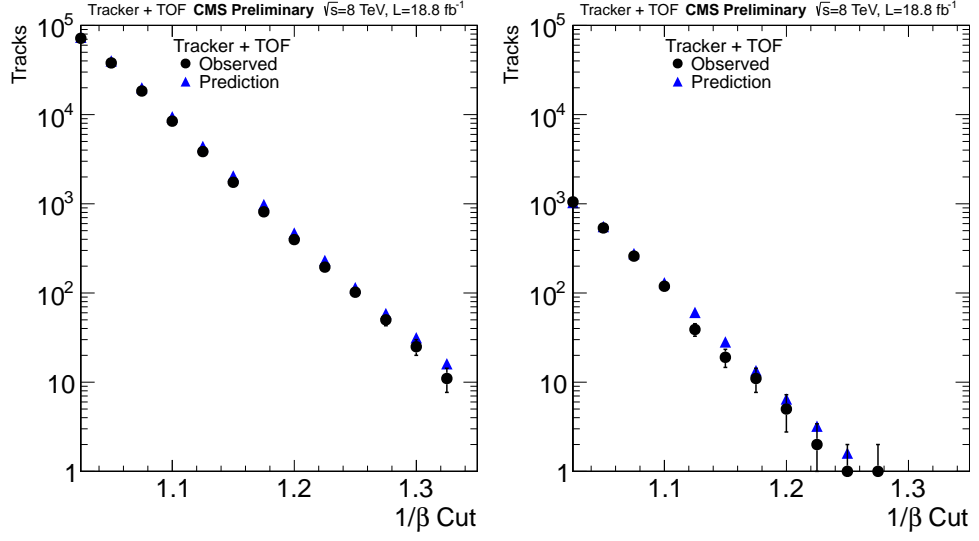 Tracker + TOF CMS Preliminary √s=8 TeV, L=18.8 fb⁻¹
Tracks
Tracker + TOF
Observed
Prediction
10⁵
10⁴
10³
10²
10
1
1.1 1.2 1.3
1/β Cut
Tracker + TOF CMS Preliminary √s=8 TeV, L=18.8 fb⁻¹
Tracks
Tracker + TOF
Observed
Prediction
10⁵
10⁴
10³
10²
10
1
1.1 1.2 1.3
1/β Cut